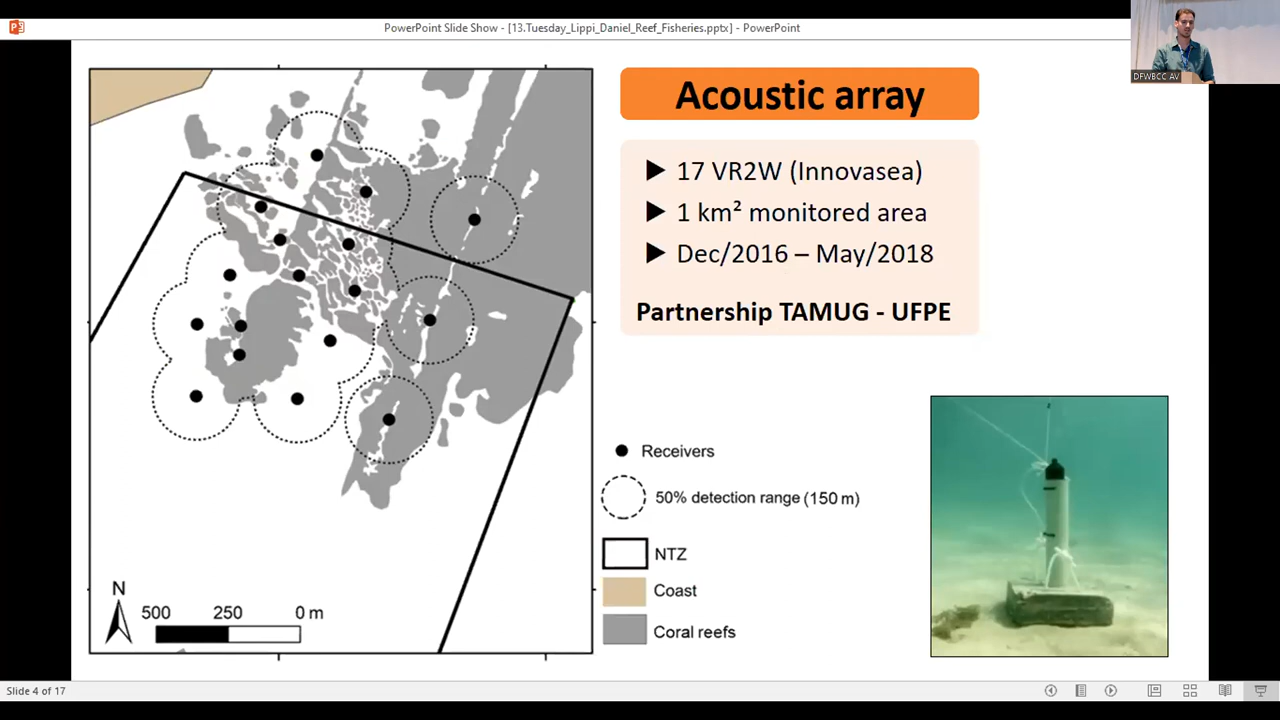 PowerPoint Slide Show - [13.Tuesday_Lippi_Daniel_Reef_Fisheries.pptx] - PowerPoint
DFWBCC AV
Acoustic array
17 VR2W (Innovasea)
1 km² monitored area
Dec/2016 – May/2018
Partnership TAMUG - UFPE
Receivers
50% detection range (150 m)
NTZ
Coast
Coral reefs
N
500 250 0 m
Slide 4 of 17